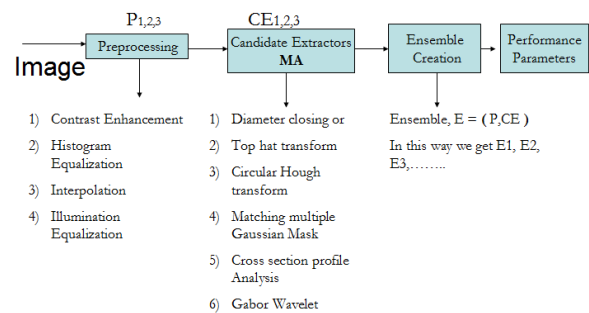 P1,2,3
CE1,2,3
Image
Preprocessing
Candidate Extractors
MA
Ensemble
Creation
Performance
Parameters
1) Contrast Enhancement
2) Histogram
Equalization
3) Interpolation
4) Illumination
Equalization
1) Diameter closing or
2) Top hat transform
3) Circular Hough
transform
4) Matching multiple
Gaussian Mask
5) Cross section profile
Analysis
6) Gabor Wavelet
Ensemble, E = ( P,CE )
In this way we get E1, E2,
E3,……..